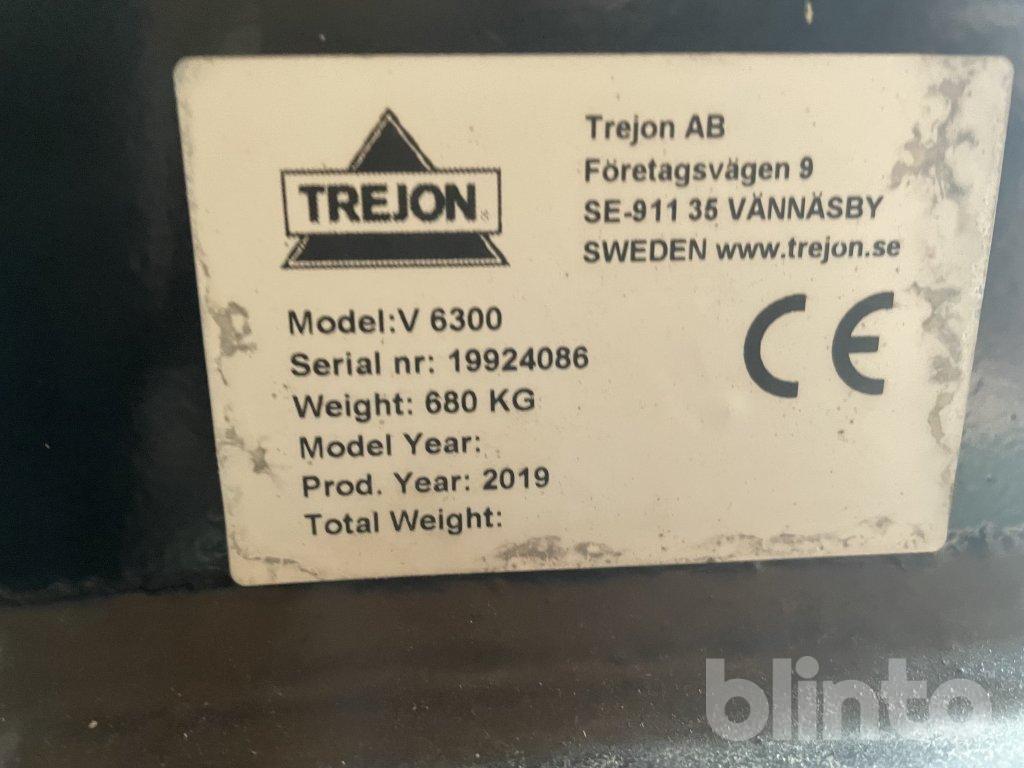 TREJON
Trejon AB
Företagsvägen 9
SE-911 35 VÄNNÄSBY
SWEDEN www.trejon.se
Model:V 6300
Serial nr: 19924086
Weight: 680 KG
Model Year:
Prod. Year: 2019
Total Weight:
CE
blinto